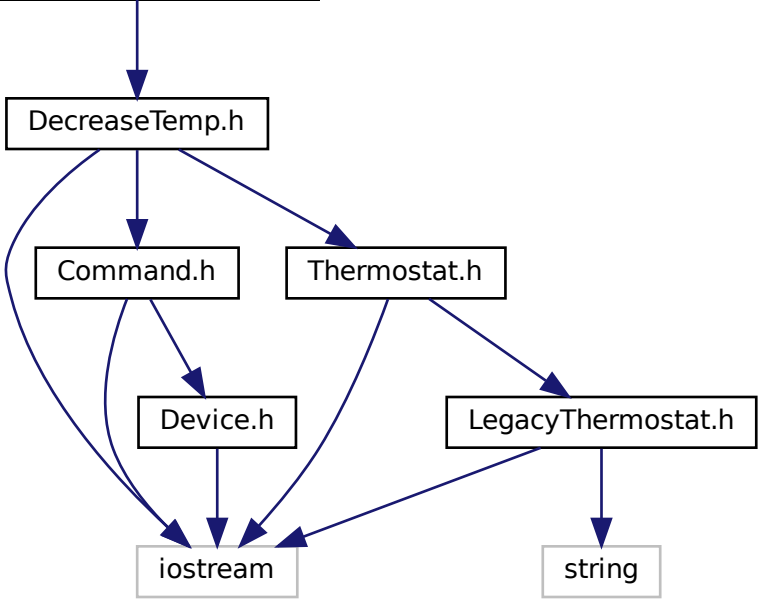 DecreaseTemp.h
Command.h
Thermostat.h
Device.h
LegacyThermostat.h
iostream
string